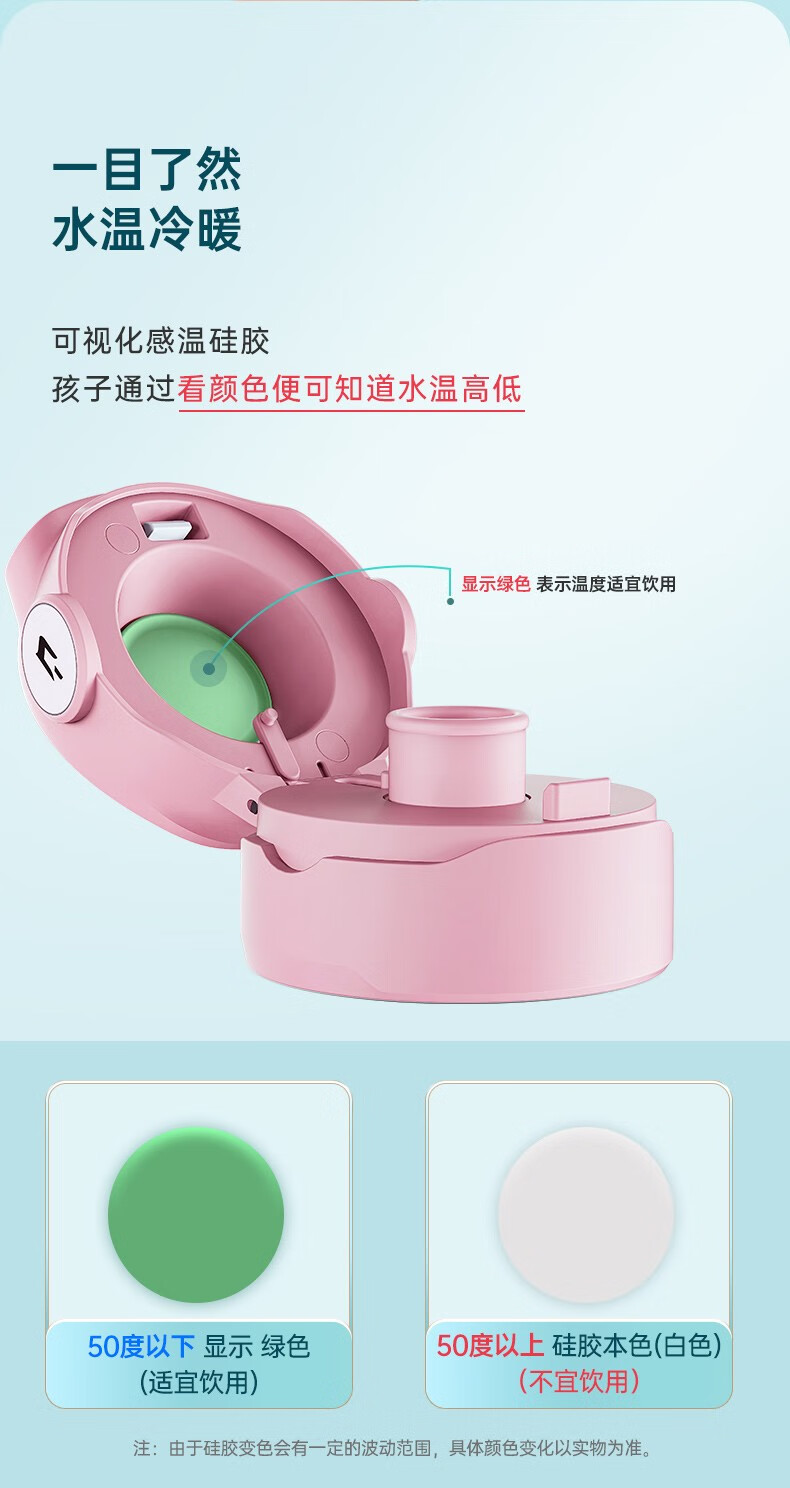 一目了然
水温冷暖
可视化感温硅胶
孩子通过看颜色便可知道水温高低
显示绿色 表示温度适宜饮用
50度以下 显示 绿色
(适宜饮用)
50度以上 硅胶本色(白色)
(不宜饮用)
注：由于硅胶变色会有一定的波动范围，具体颜色变化以实物为准。